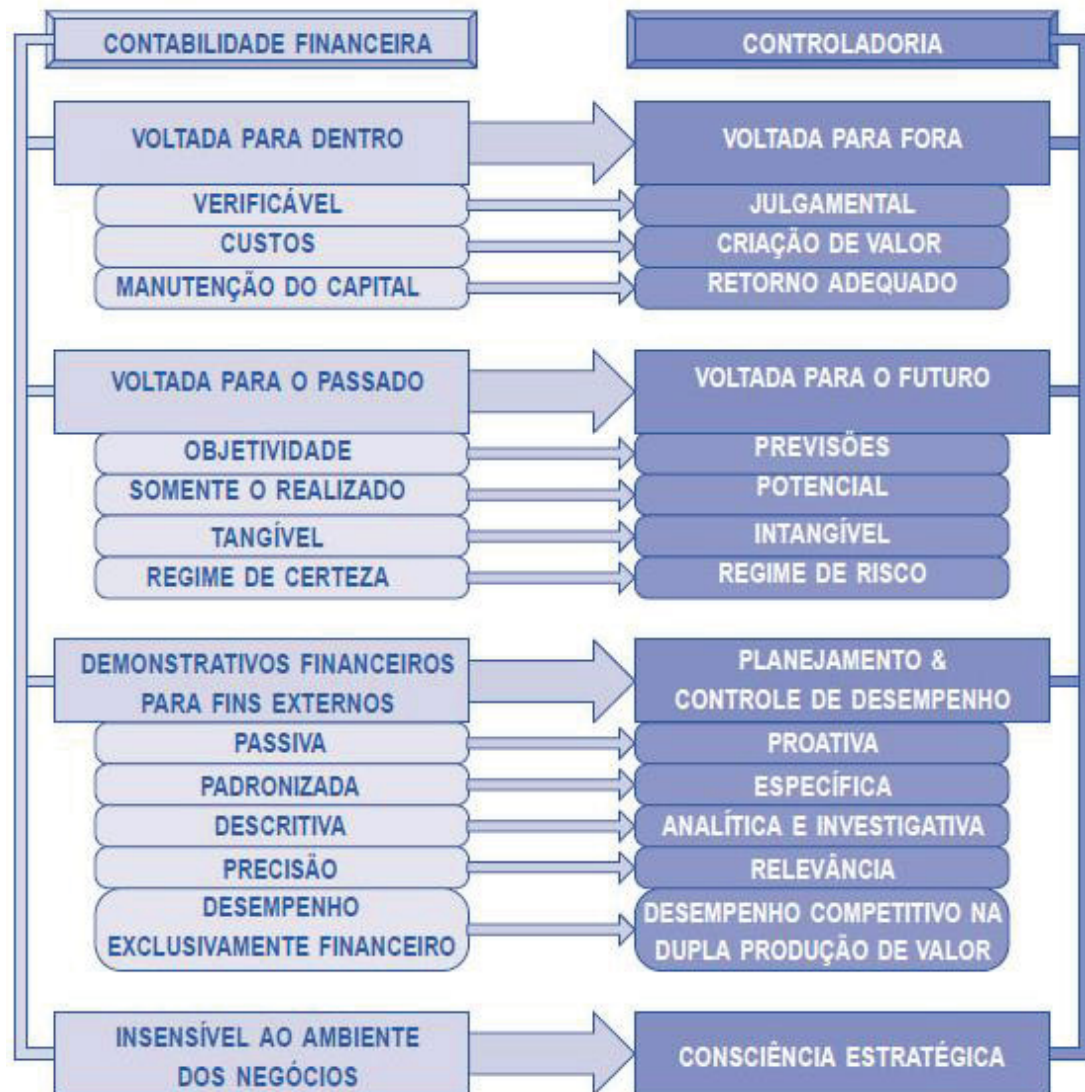 CONTABILIDADE FINANCEIRA
CONTROLADORIA
VOLTADA PARA DENTRO
VOLTADA PARA FORA
VERIFICÁVEL
JULGAMENTAL
CUSTOS
CRIAÇÃO DE VALOR
MANUTENÇÃO DO CAPITAL
RETORNO ADEQUADO
VOLTADA PARA O PASSADO
VOLTADA PARA O FUTURO
OBJETIVIDADE
PREVISÕES
SOMENTE O REALIZADO
POTENCIAL
TANGÍVEL
INTANGÍVEL
REGIME DE CERTEZA
REGIME DE RISCO
DEMONSTRATIVOS FINANCEIROS
PARA FINS EXTERNOS
PLANEJAMENTO &
CONTROLE DE DESEMPENHO
PASSIVA
PROATIVA
PADRONIZADA
ESPECÍFICA
DESCRITIVA
ANALÍTICA E INVESTIGATIVA
PRECISÃO
RELEVÂNCIA
DESEMPENHO
EXCLUSIVAMENTE FINANCEIRO
DESEMPENHO COMPETITIVO NA
DUPLA PRODUÇÃO DE VALOR
INSENSÍVEL AO AMBIENTE
DOS NEGÓCIOS
CONSCIÊNCIA ESTRATÉGICA